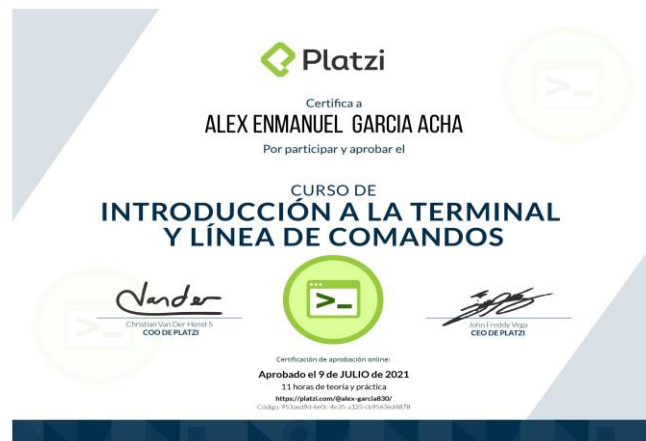 Platzi
Certifica a
ALEX ENMANUEL GARCIA ACHA
Por participar y aprobar el
CURSO DE
INTRODUCCIÓN A LA TERMINAL
Y LÍNEA DE COMANDOS
Christian Van Der Henst S
COO DE PLATZI
John Freddy Vega
CEO DE PLATZI
Certificación de aprobación online:
Aprobado el 9 de JULIO de 2021
11 horas de teoría y práctica
https://platzi.com/@alex-garcia830/
Código: